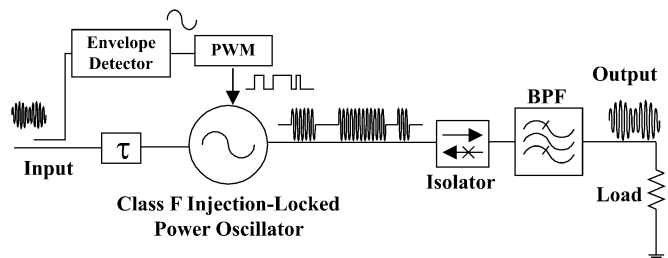 Envelope
Detector
PWM
Input
τ
Class F Injection-Locked
Power Oscillator
Isolator
BPF
Output
Load